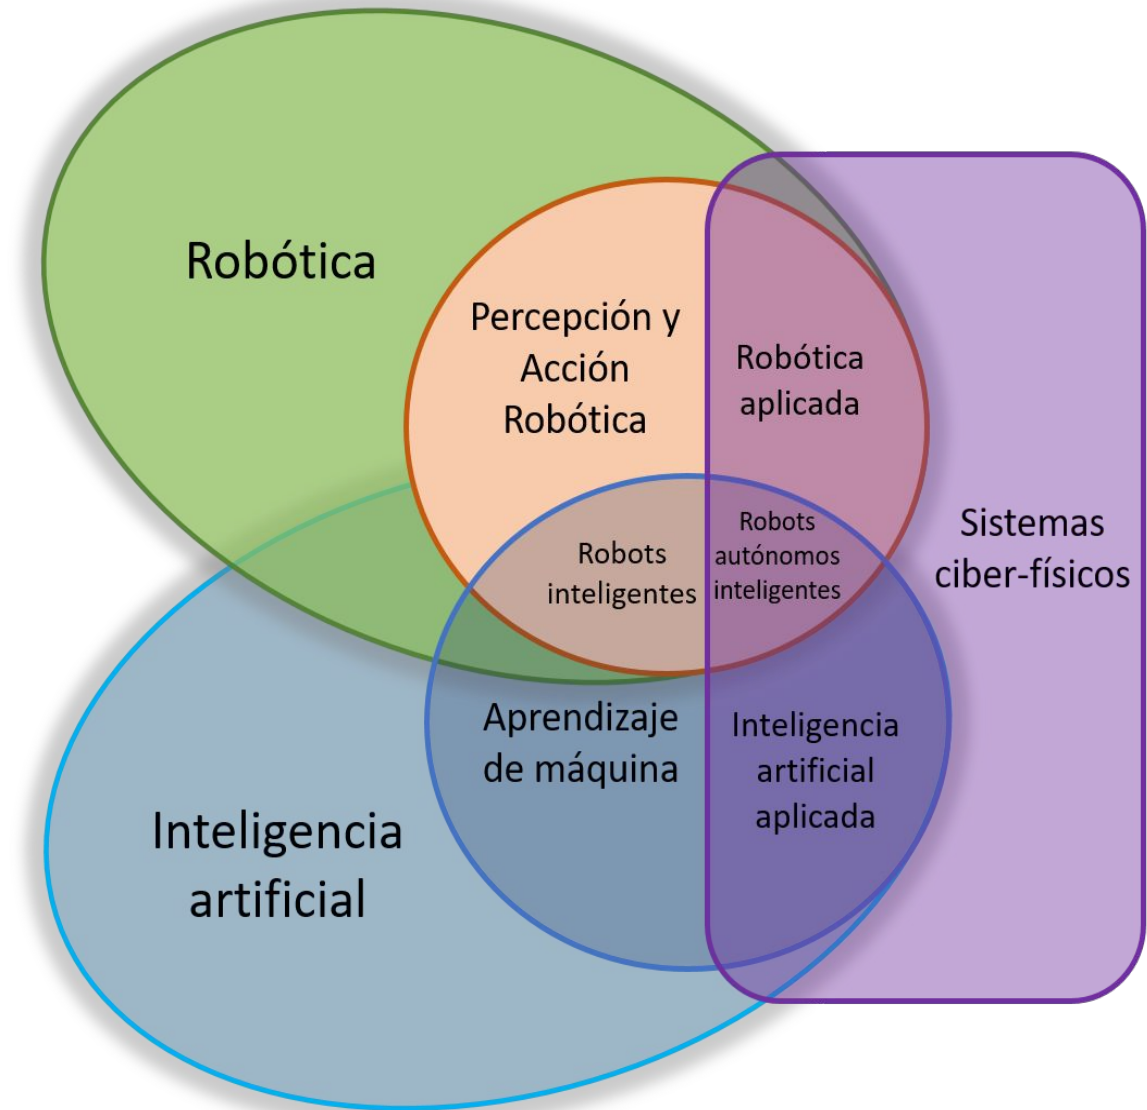 Robótica
Percepción y
Acción
Robótica
Robótica
aplicada
Robots
inteligentes
Robots
autónomos
inteligentes
Sistemas
ciber-físicos
Aprendizaje
de máquina
Inteligencia
artificial
aplicada
Inteligencia
artificial